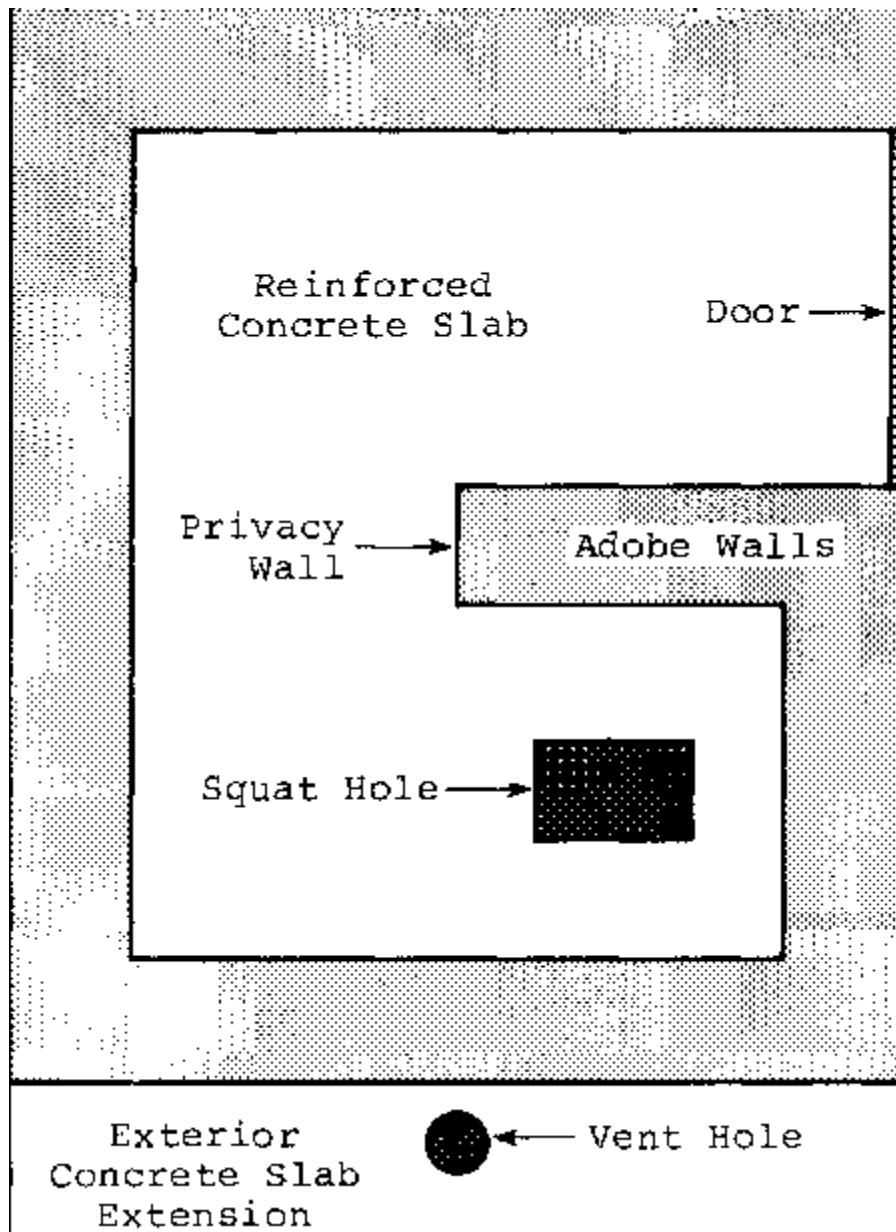 Reinforced
Concrete Slab
Door
Privacy
Wall
Adobe Walls
Squat Hole
Exterior
Concrete Slab
Extension
Vent Hole